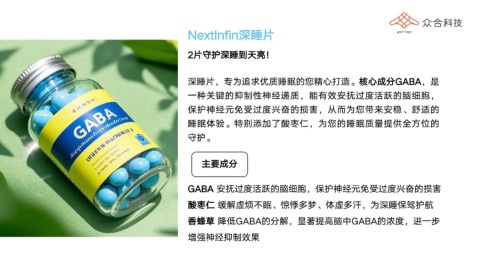 众合科技
NextInfin深睡片
2片守护深睡到天亮！
深睡片，专为追求优质睡眠的您精心打造。核心成分GABA，是
一种关键的抑制性神经递质，能有效安抚过度活跃的脑细胞，
保护神经元免受过度兴奋的损害，从而为您带来安稳、舒适的
睡眠体验。特别添加了酸枣仁，为您的睡眠质量提供全方位的
守护。
主要成分
GABA 安抚过度活跃的脑细胞，保护神经元免受过度兴奋的损害
酸枣仁 缓解虚烦不眠、惊悸多梦、体虚多汗，为深睡保驾护航
香蜂草 降低GABA的分解，显著提高脑中GABA的浓度，进一步
增强神经抑制效果
GABA